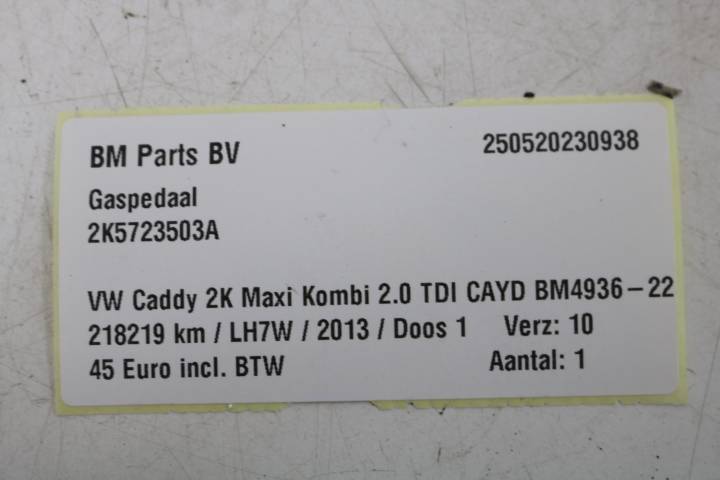 BM Parts BV 250520230938
Gaspedaal
2K5723503A
VW Caddy 2K Maxi Kombi 2.0 TDI CAYD BM4936-22
218219 km / LH7W / 2013 / Doos 1 Verz: 10
45 Euro incl. BTW Aantal: 1